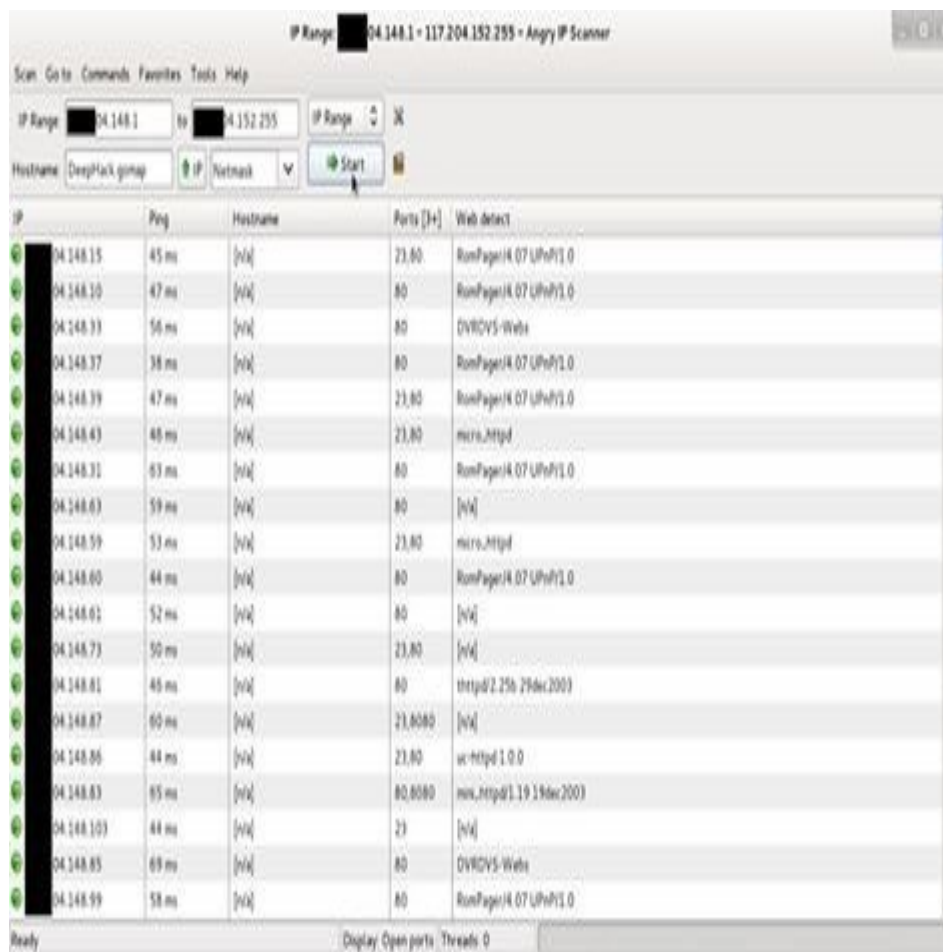 IP Range: 04.148.1 - 117.204.152.255 - Angry IP Scanner
Scan Go to Commands Favorites Tools Help
IP Range 04.148.1 to 04.152.255 IP Range
Hostname IP Netmask Start
IP Ping Hostname Ports [3+] Web detect
04.148.15 45 ms [n/a] 23,80 RomPager/4.07 UPnP/1.0
04.148.10 47 ms [n/a] 80 RomPager/4.07 UPnP/1.0
04.148.33 56 ms [n/a] 80 DVRDVS-Webs
04.148.37 38 ms [n/a] 80 RomPager/4.07 UPnP/1.0
04.148.39 47 ms [n/a] 23,80 RomPager/4.07 UPnP/1.0
04.148.43 48 ms [n/a] 23,80 micro_httpd
04.148.31 63 ms [n/a] 80 RomPager/4.07 UPnP/1.0
04.148.63 59 ms [n/a] 80 [n/a]
04.148.59 53 ms [n/a] 23,80 micro_httpd
04.148.60 44 ms [n/a] 80 RomPager/4.07 UPnP/1.0
04.148.61 52 ms [n/a] 80 [n/a]
04.148.73 50 ms [n/a] 23,80 [n/a]
04.148.81 46 ms [n/a] 80 thttpd/2.25b 29dec2003
04.148.87 60 ms [n/a] 23,8080 [n/a]
04.148.86 44 ms [n/a] 23,80 uc-httpd 1.0.0
04.148.83 65 ms [n/a] 80,8080 mini_httpd/1.19 19dec2003
04.148.103 44 ms [n/a] 23 [n/a]
04.148.85 69 ms [n/a] 80 DVRDVS-Webs
04.148.99 58 ms [n/a] 80 RomPager/4.07 UPnP/1.0
Ready Display: Open ports Threads: 0